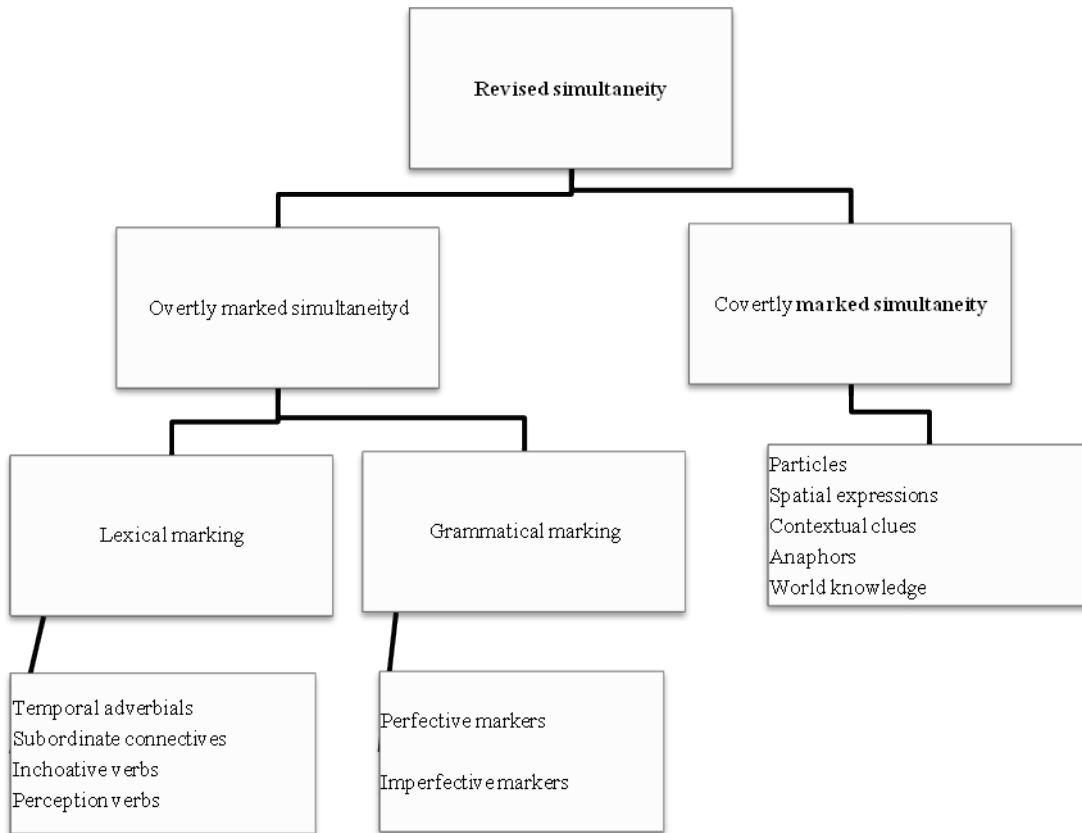 Revised simultaneity
Overtly marked simultaneityd
Covertly marked simultaneity
Lexical marking
Grammatical marking
Particles
Spatial expressions
Contextual clues
Anaphors
World knowledge
Temporal adverbials
Subordinate connectives
Inchoative verbs
Perception verbs
Perfective markers
Imperfective markers